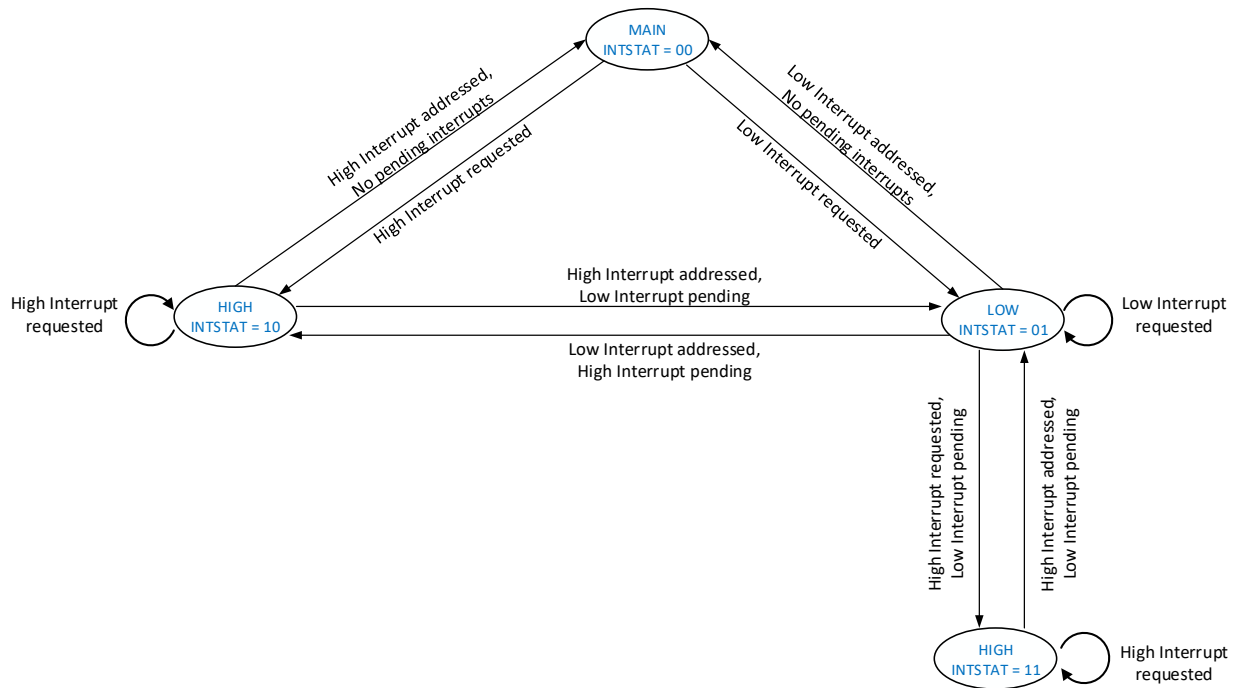 MAIN
INTSTAT = 00
High Interrupt addressed,
No pending interrupts
High Interrupt requested
Low Interrupt addressed,
No pending interrupts
Low Interrupt requested
High Interrupt
requested
HIGH
INTSTAT = 10
High Interrupt addressed,
Low Interrupt pending
Low Interrupt addressed,
High Interrupt pending
LOW
INTSTAT = 01
Low Interrupt
requested
High Interrupt requested,
Low Interrupt pending
High Interrupt addressed,
Low Interrupt pending
HIGH
INTSTAT = 11
High Interrupt
requested